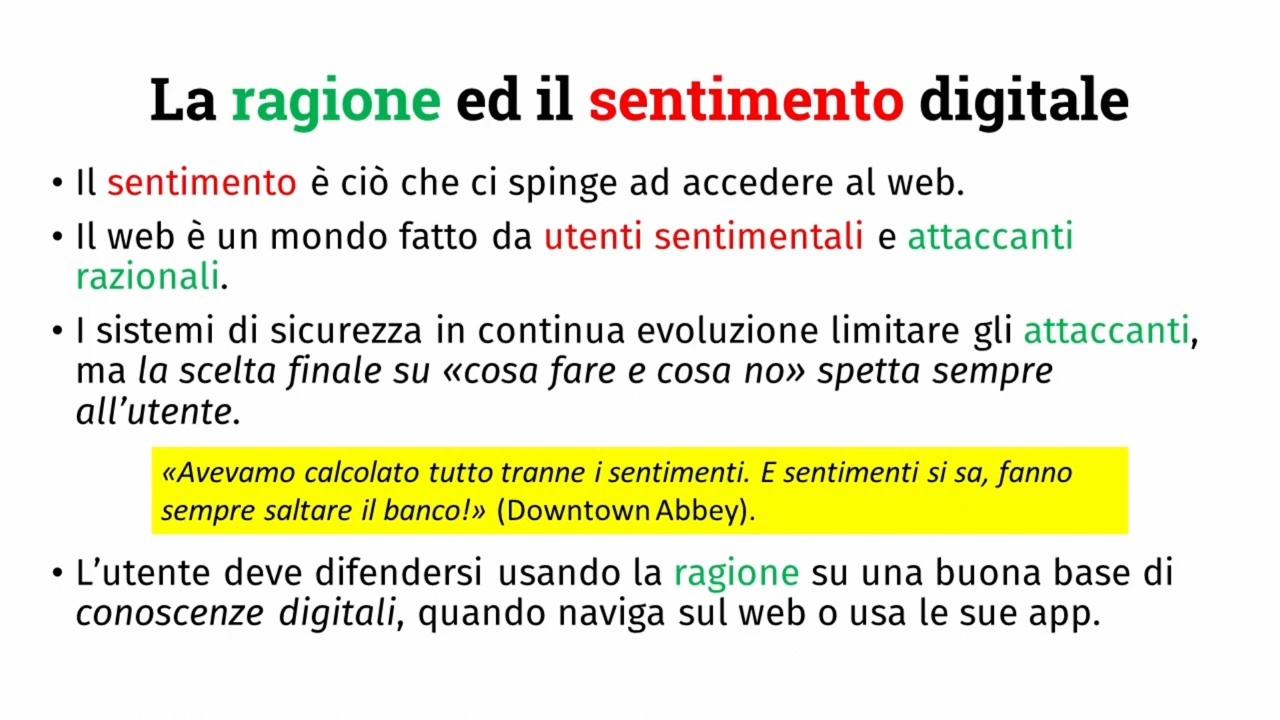 La ragione ed il sentimento digitale
• Il sentimento è ciò che ci spinge ad accedere al web.
• Il web è un mondo fatto da utenti sentimentali e attaccanti
razionali.
• I sistemi di sicurezza in continua evoluzione limitare gli attaccanti,
ma la scelta finale su «cosa fare e cosa no» spetta sempre
all’utente.
«Avevamo calcolato tutto tranne i sentimenti. E sentimenti si sa, fanno
sempre saltare il banco!» (Downtown Abbey).
• L’utente deve difendersi usando la ragione su una buona base di
conoscenze digitali, quando naviga sul web o usa le sue app.